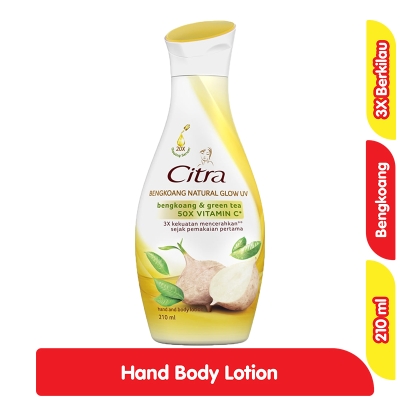 20X
Citra
BENGKOANG NATURAL GLOW UV
bengkoang & green tea
50X VITAMIN C*
3X kekuatan mencerahkan**
sejak pemakaian pertama
hand and body lotion
210 ml
3X Berkilau
Bengkoang
210 ml
Hand Body Lotion